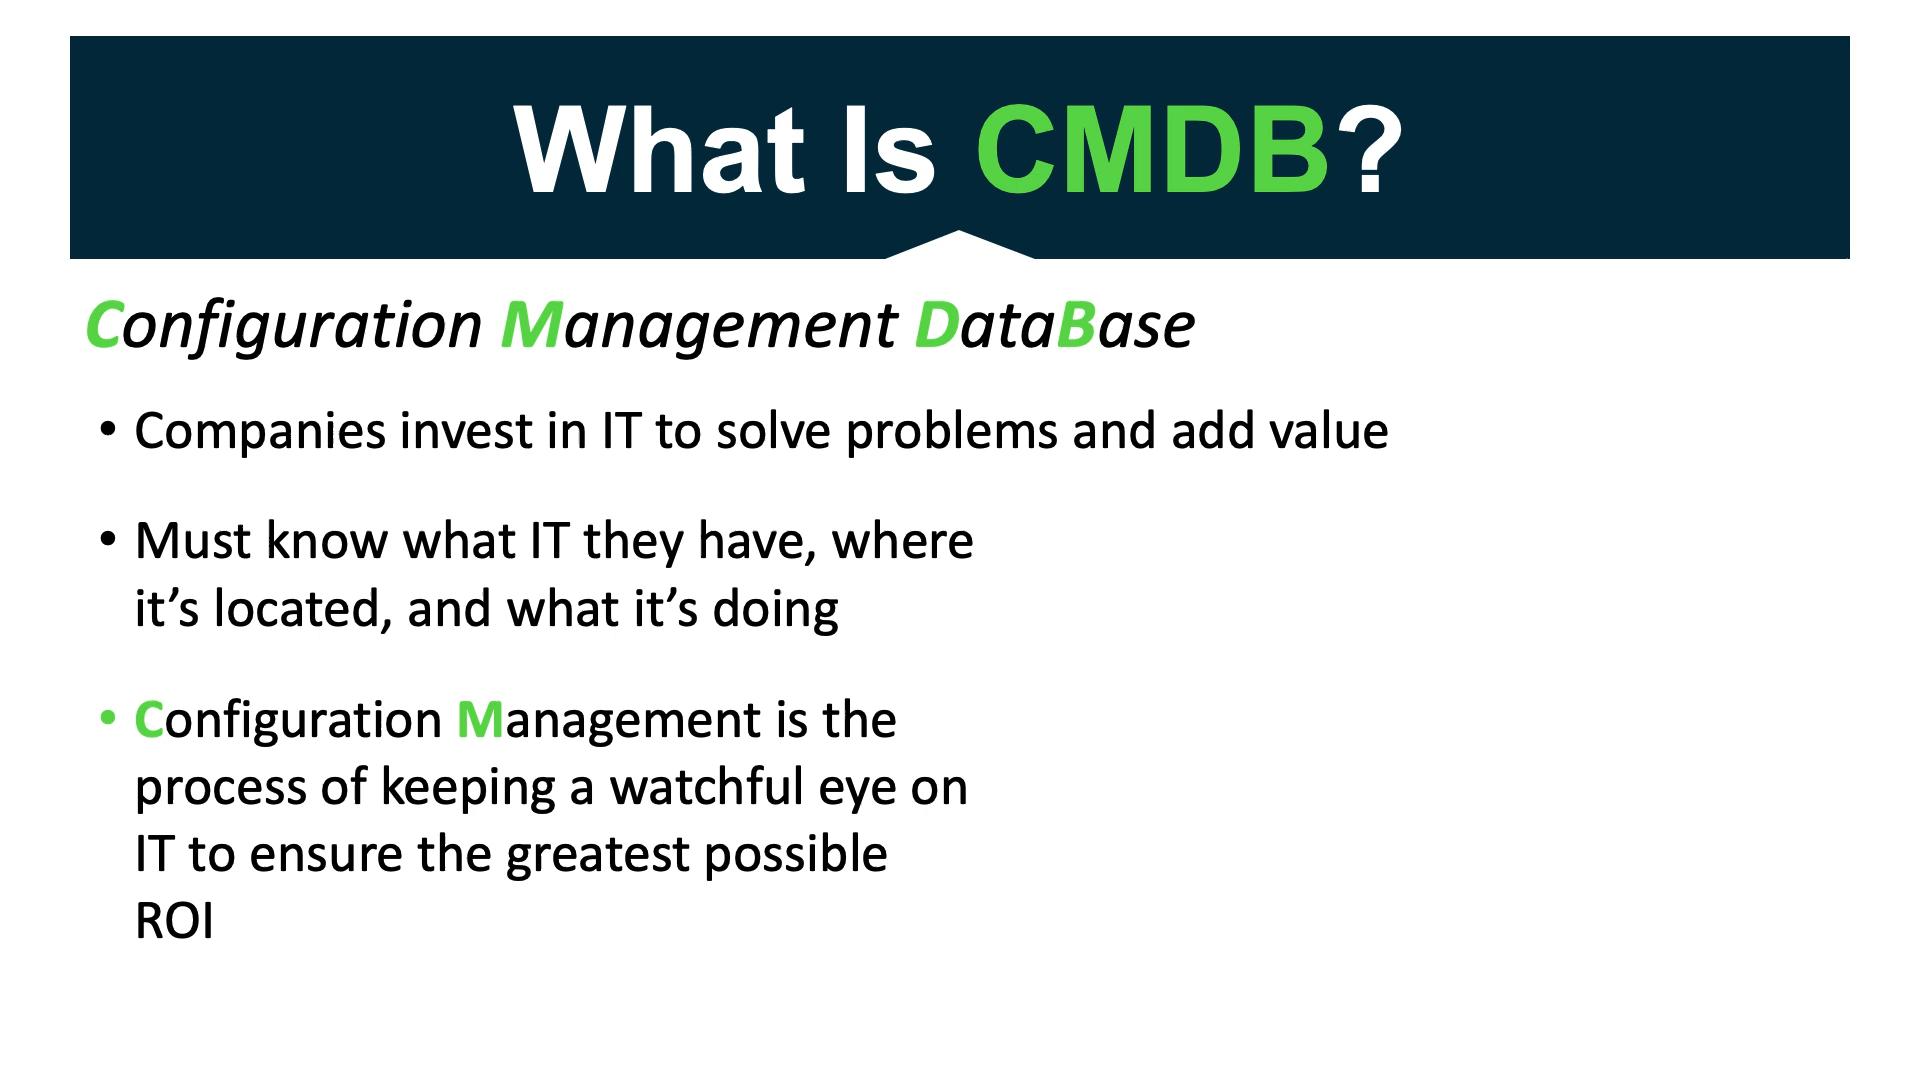 What Is CMDB?
Configuration Management DataBase
• Companies invest in IT to solve problems and add value
• Must know what IT they have, where
it’s located, and what it’s doing
• Configuration Management is the
process of keeping a watchful eye on
IT to ensure the greatest possible
ROI